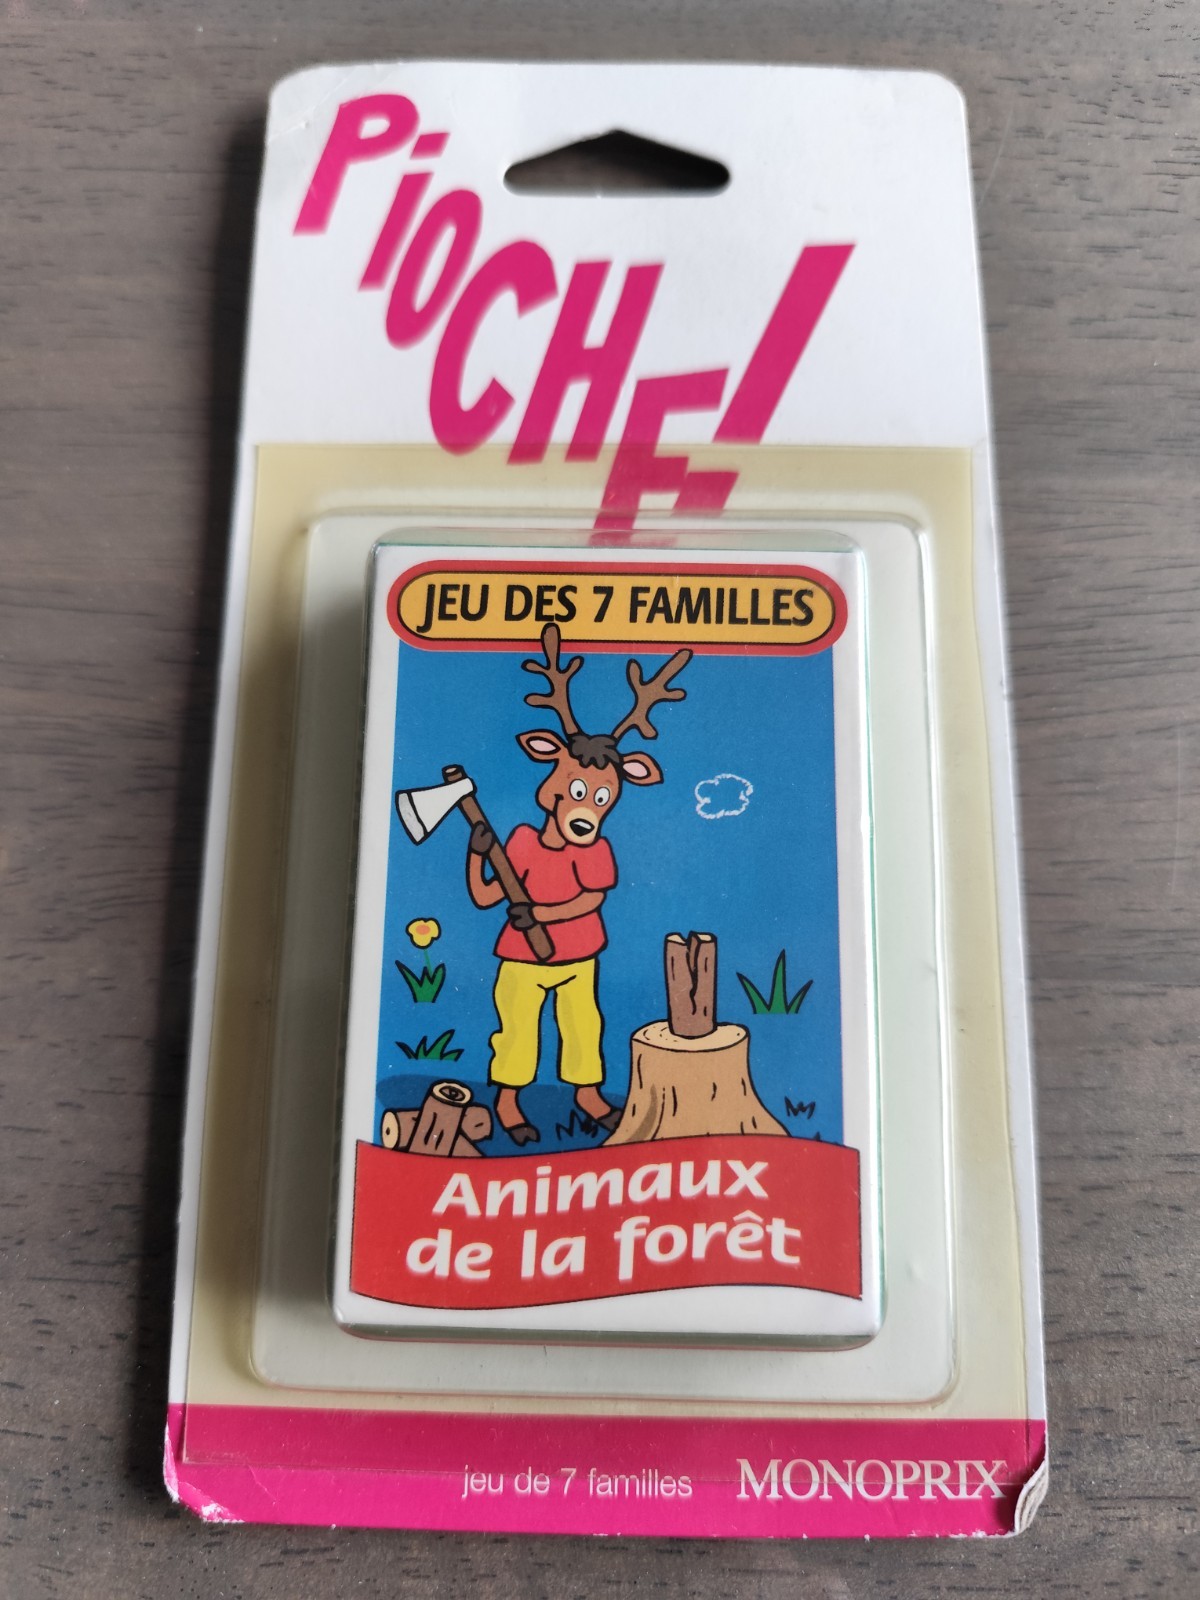 PiOCHE!
JEU DES 7 FAMILLES
Animaux
de la forêt
jeu de 7 familles MONOPRIX